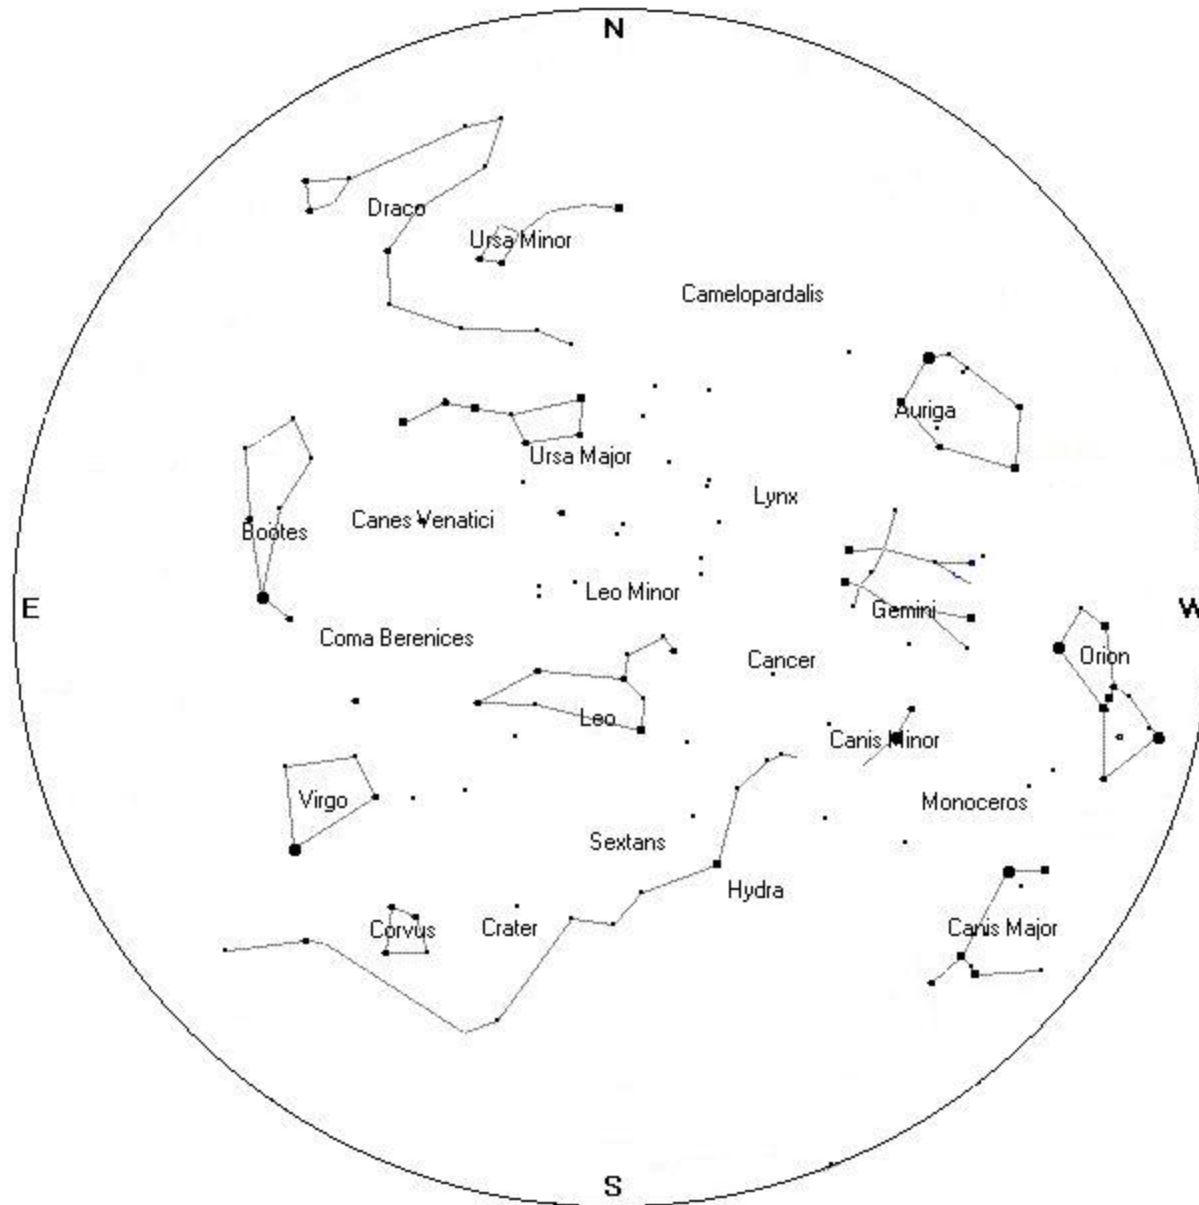 N
Draco
Ursa Minor
Camelopardalis
Auriga
Ursa Major
Lynx
Canes Venatici
Bootes
Leo Minor
E
Gemini
W
Coma Berenices
Orion
Cancer
Leo
Canis Minor
Virgo
Monoceros
Sextans
Hydra
Corvus
Crater
Canis Major
S